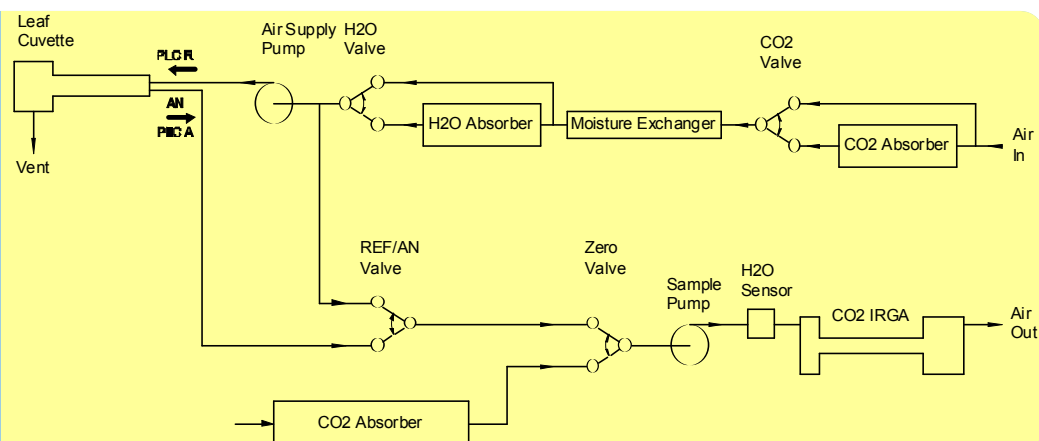 Leaf
Cuvette
Air Supply
Pump
H2O
Valve
CO2
Valve
PLC R
AN
PLC A
H2O Absorber
Moisture Exchanger
CO2 Absorber
Air
In
Vent
REF/AN
Valve
Zero
Valve
Sample
Pump
H2O
Sensor
CO2 IRGA
Air
Out
CO2 Absorber